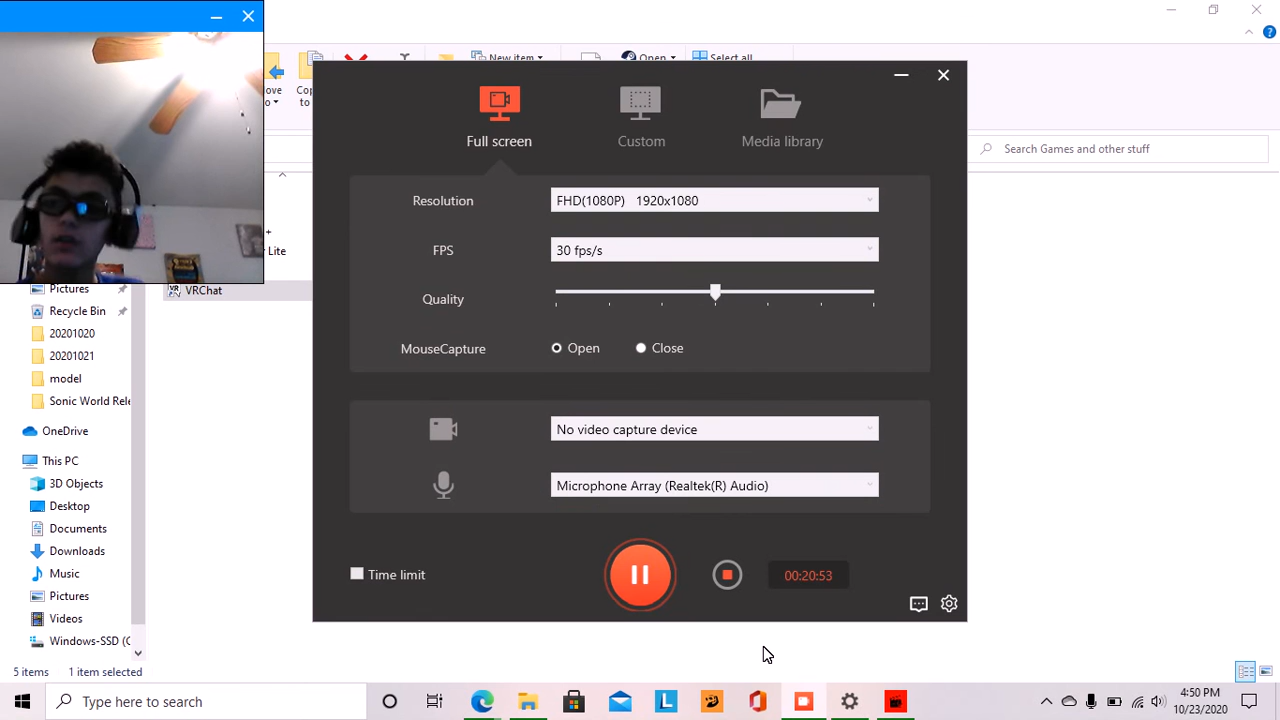 New item
Open
Select all
ove
Cop
to
Search Games and other stuff
Full screen
Custom
Media library
Resolution
FHD(1080P) 1920x1080
FPS
30 fps/s
Quality
MouseCapture
Open
Close
No video capture device
Microphone Array (Realtek(R) Audio)
Time limit
00:20:53
+
Lite
VRChat
Pictures
Recycle Bin
20201020
20201021
model
Sonic World Rele
OneDrive
This PC
3D Objects
Desktop
Documents
Downloads
Music
Pictures
Videos
Windows-SSD (C
5 items
1 item selected
Type here to search
4:50 PM
10/23/2020